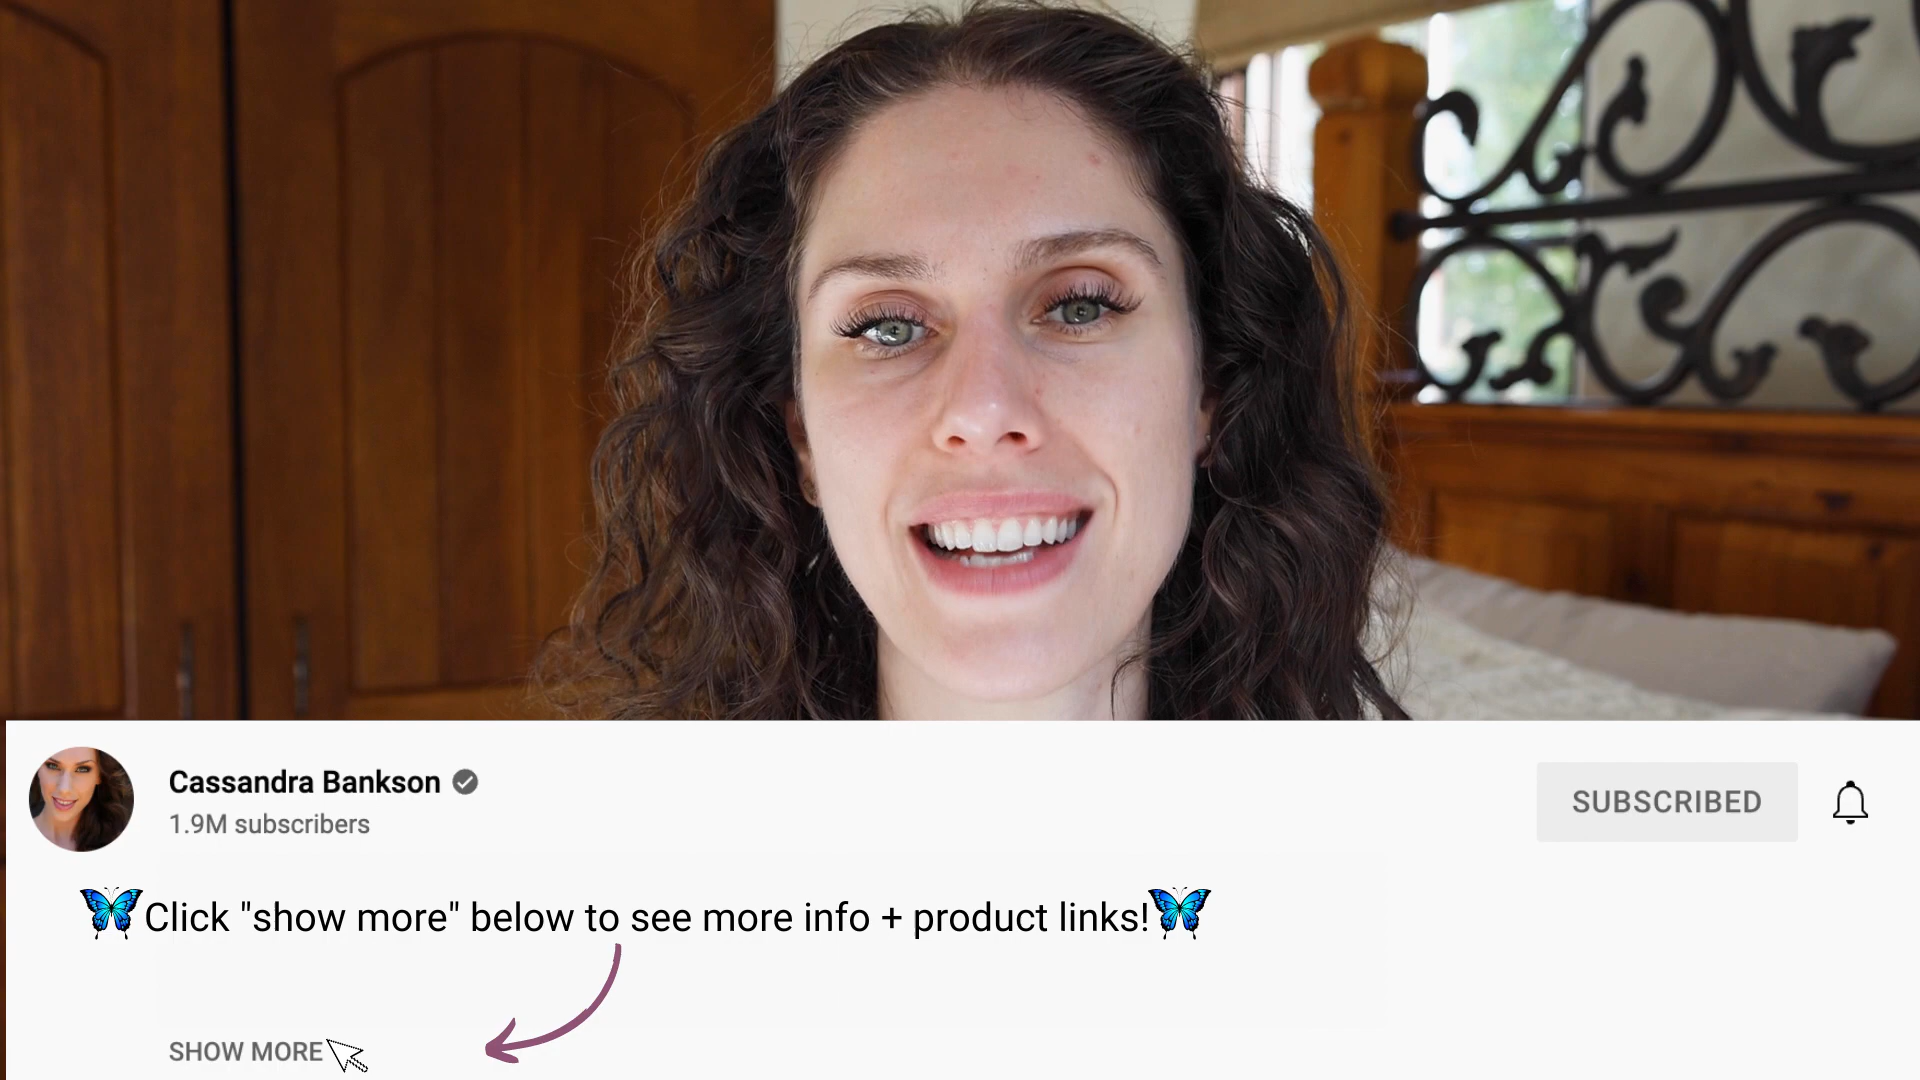 Cassandra Bankson
1.9M subscribers
SUBSCRIBED
Click "show more" below to see more info + product links!
SHOW MORE